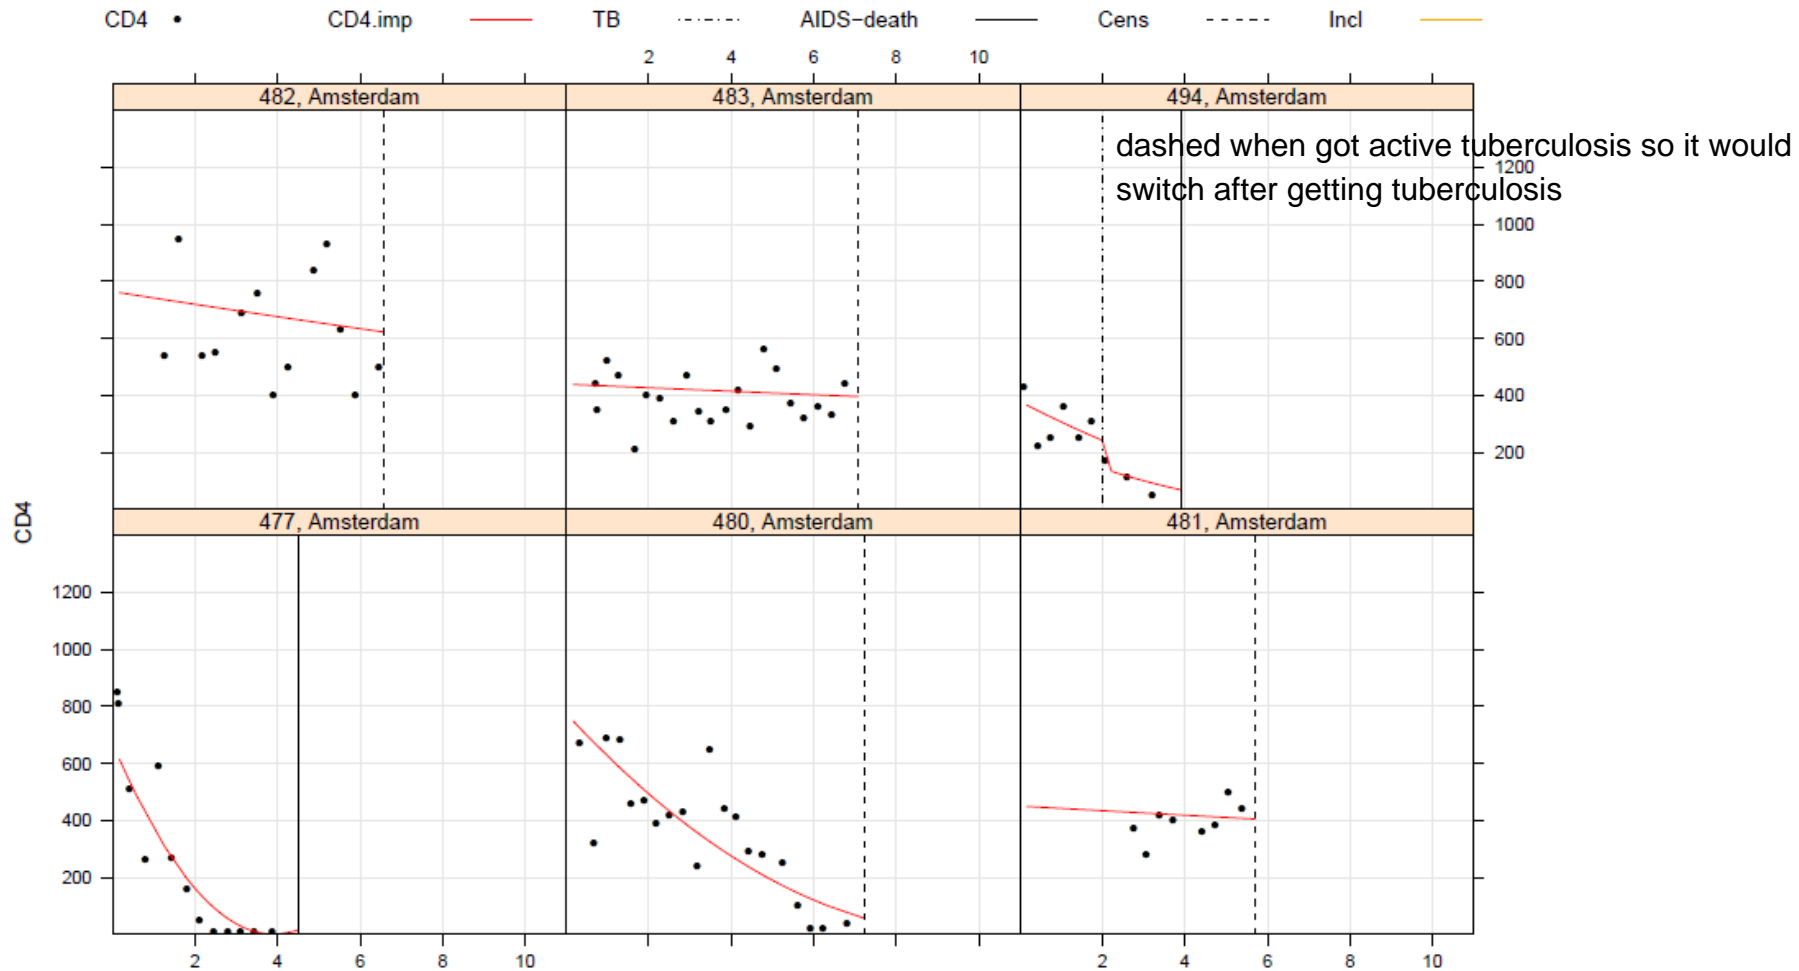 CD4 CD4.imp TB AIDS−death Cens Incl
2 4 6 8 10
482, Amsterdam 483, Amsterdam 494, Amsterdam
dashed when got active tuberculosis so it would
switch after getting tuberculosis
1200
1000
800
600
400
200
CD4
477, Amsterdam 480, Amsterdam 481, Amsterdam
1200
1000
800
600
400
200
2 4 6 8 10 2 4 6 8 10